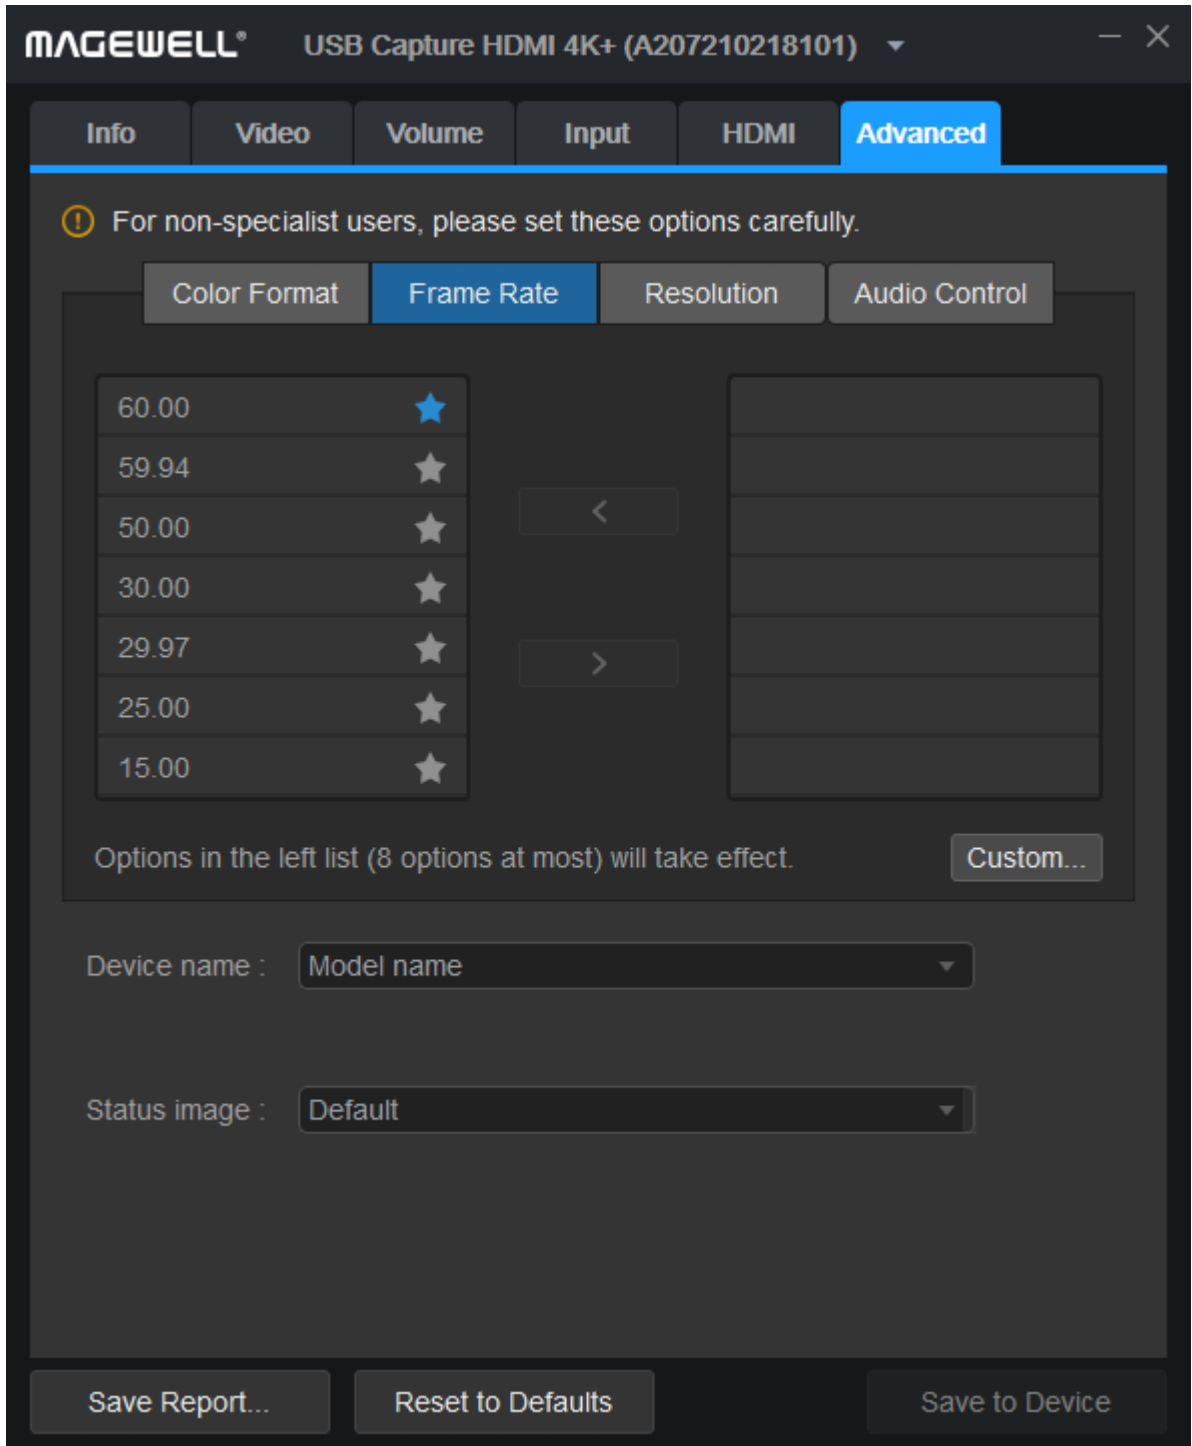 MAGEWELL® USB Capture HDMI 4K+ (A207210218101)
Info Video Volume Input HDMI Advanced
For non-specialist users, please set these options carefully.
Color Format Frame Rate Resolution Audio Control
60.00
59.94
50.00
30.00
29.97
25.00
15.00
Options in the left list (8 options at most) will take effect. Custom...
Device name : Model name
Status image : Default
Save Report... Reset to Defaults Save to Device